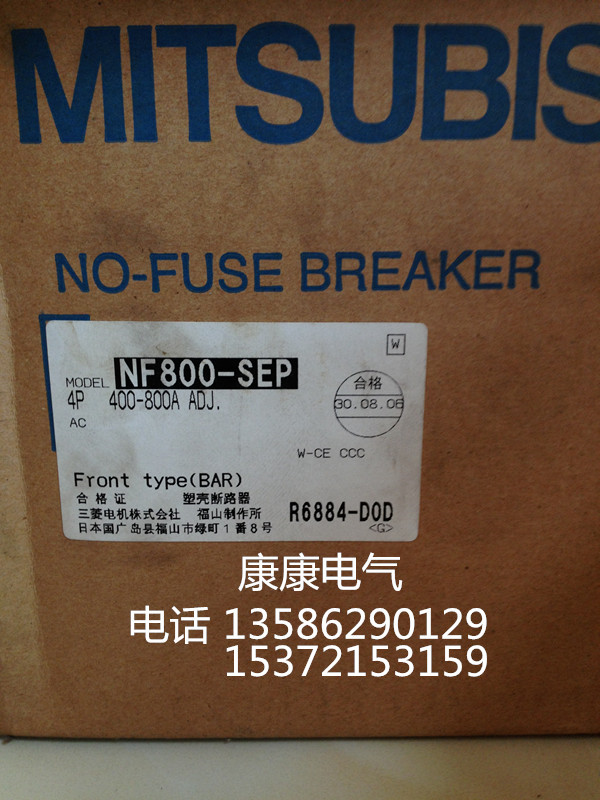 MITSUBIS
NO-FUSE BREAKER
W
MODEL NF800-SEP
4P 400-800A ADJ.
AC
合格
30.08.06
W-CE CCC
Front type(BAR)
合格证 塑壳断路器
三菱电机株式会社 福山制作所
日本国广岛县福山市绿町1番8号
R6884-D0D
<G>
康康电气
电话 13586290129
15372153159